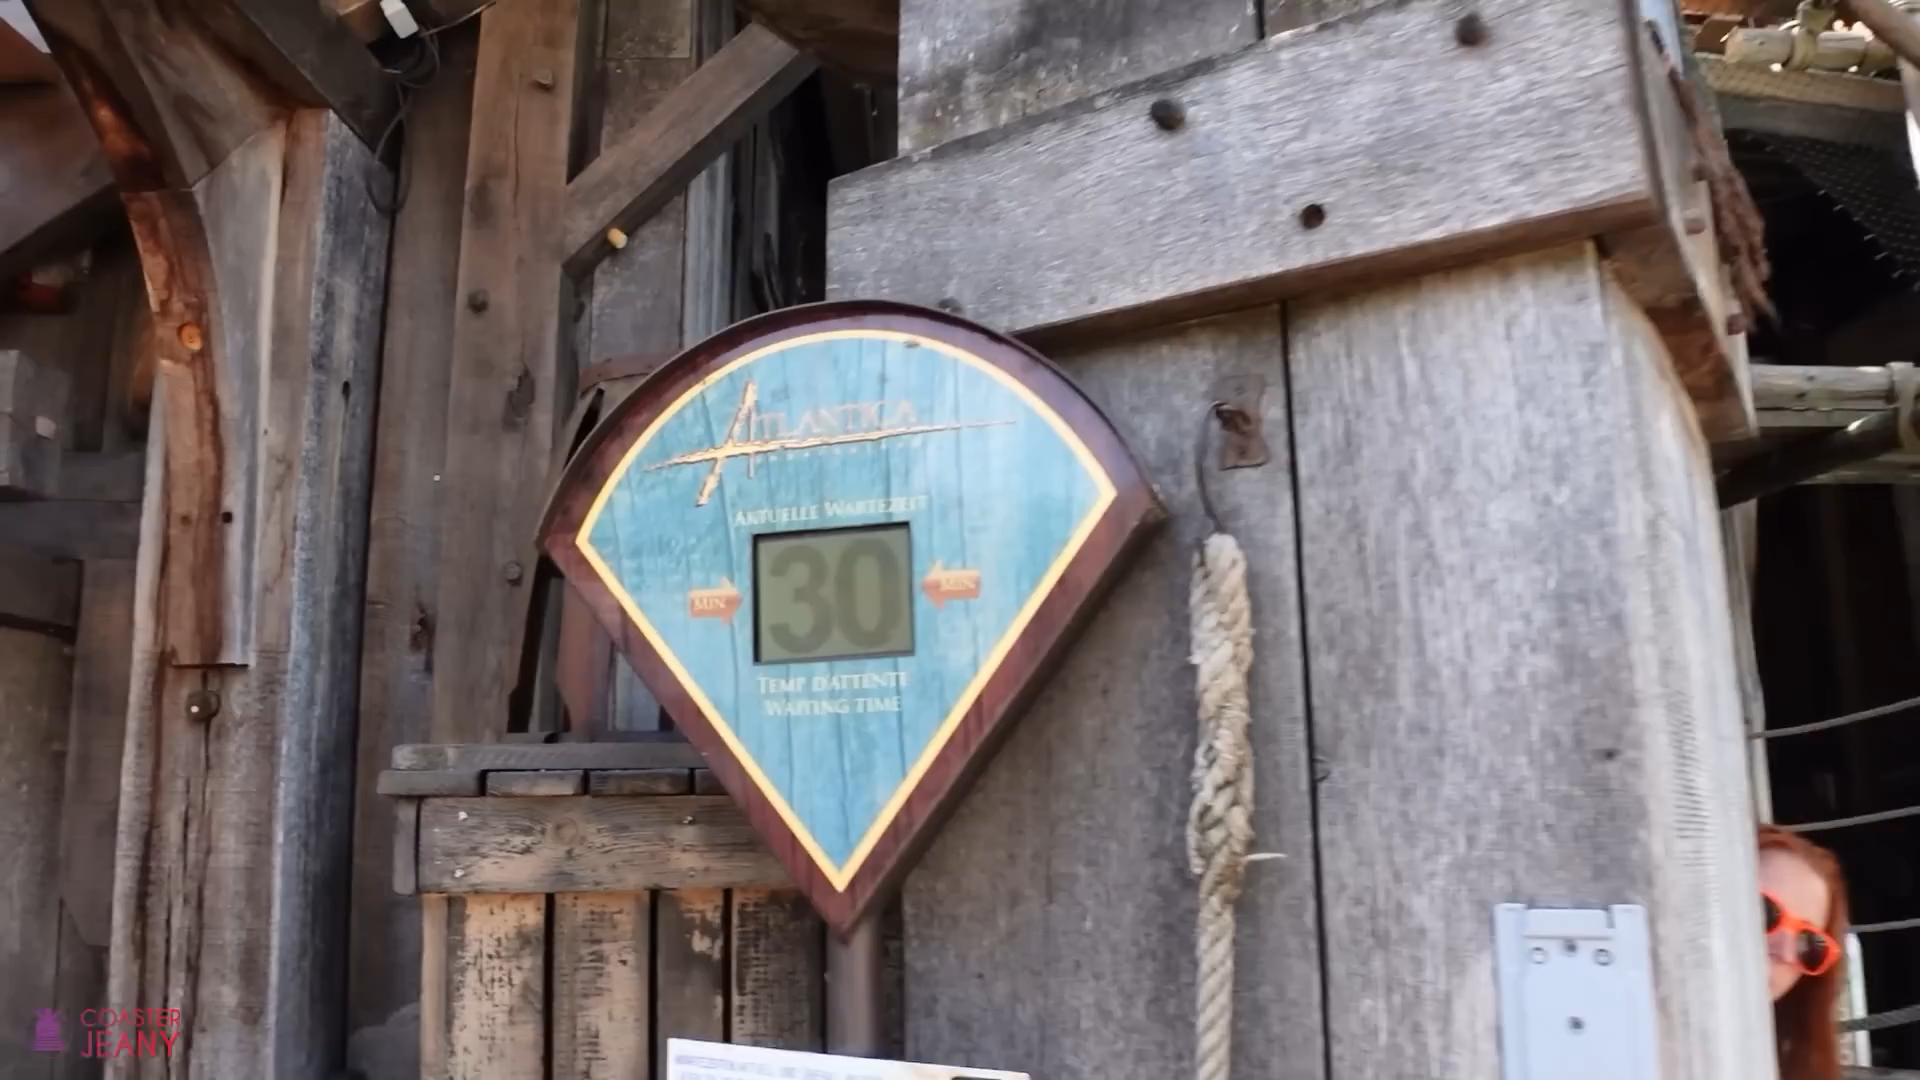 ATLANTICA
AKTUELLE WARTEZEIT
MIN 30 MIN
TEMP D'ATTENTE
WAITING TIME
COASTER
JEANY